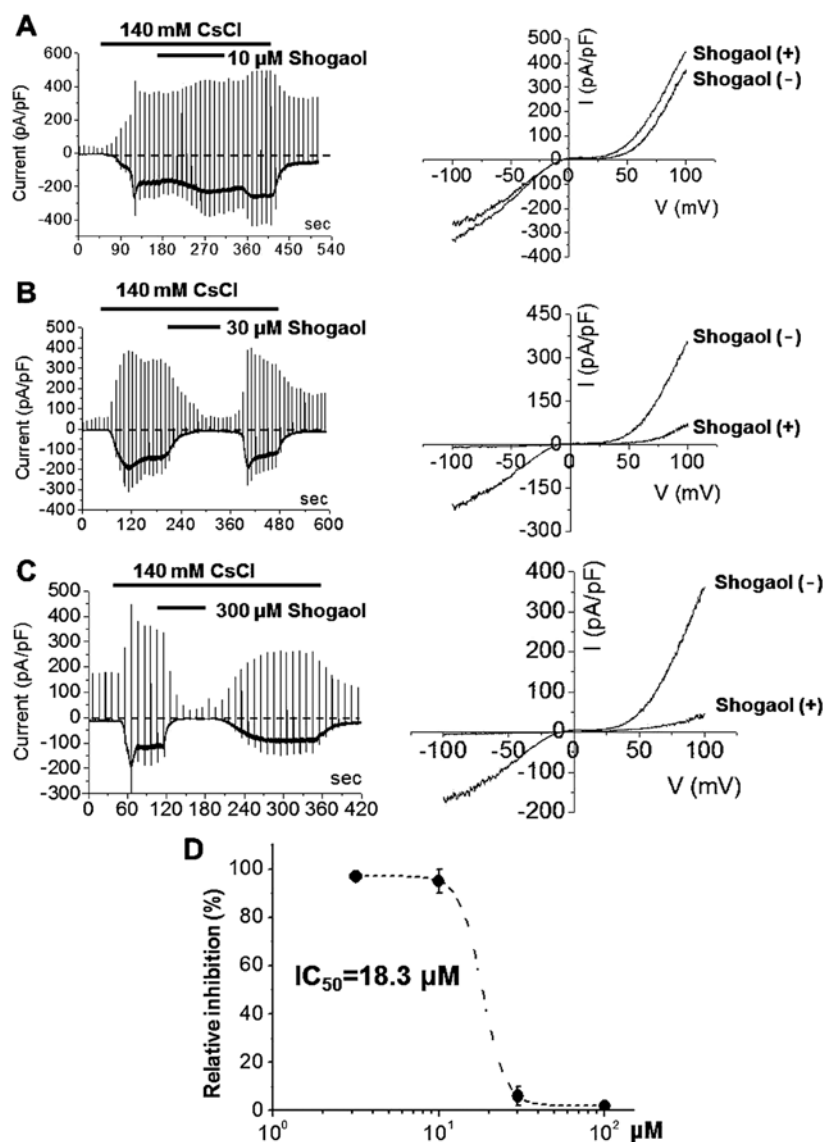 A
140 mM CsCl
10 µM Shogaol
Current (pA/pF)
600
400
200
0
-200
-400
sec
0 90 180 270 360 450 540
I (pA/pF)
500
400
300
200
100
0
-100
-200
-300
-400
Shogaol (+)
Shogaol (-)
-100 -50 0 50 100
V (mV)
B
140 mM CsCl
30 µM Shogaol
Current (pA/pF)
500
400
300
200
100
0
-100
-200
-300
-400
-500
sec
0 120 240 360 480 600
I (pA/pF)
450
300
150
0
-150
-300
Shogaol (-)
Shogaol (+)
-100 -50 0 50 100
V (mV)
C
140 mM CsCl
300 µM Shogaol
Current (pA/pF)
500
400
300
200
100
0
-100
-200
-300
sec
0 60 120 180 240 300 360 420
I (pA/pF)
400
300
200
100
0
-100
-200
Shogaol (-)
Shogaol (+)
-100 -50 0 50 100
V (mV)
D
Relative inhibition (%)
100
80
60
40
20
0
IC50=18.3 µM
10⁰ 10¹ 10² µM